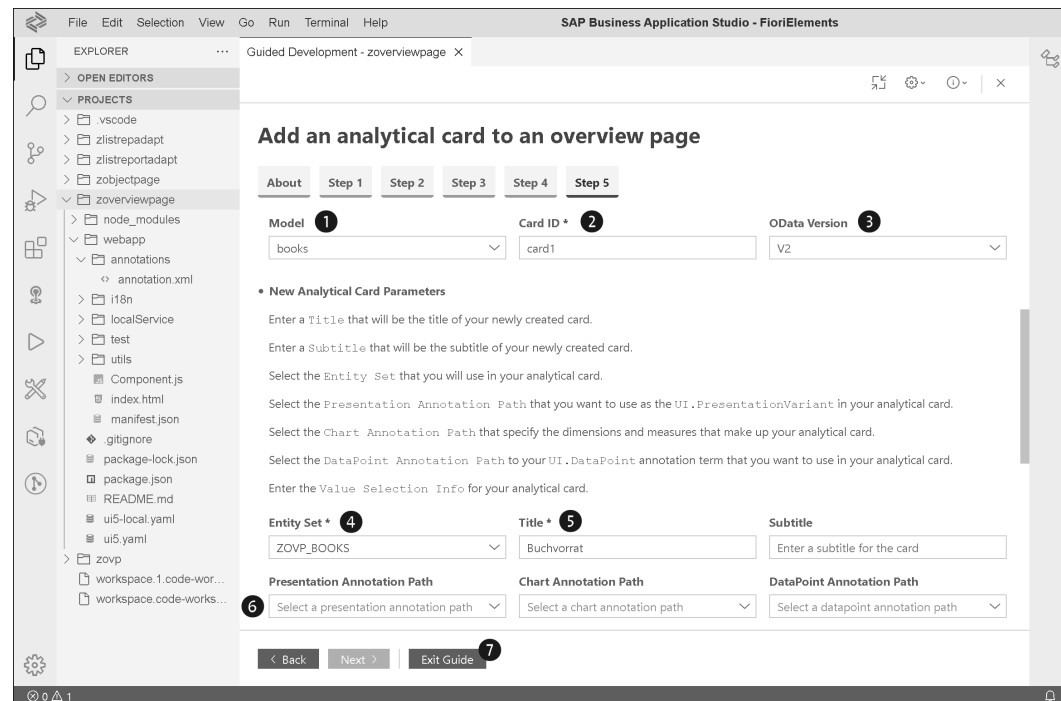 File Edit Selection View Go Run Terminal Help SAP Business Application Studio - FioriElements
EXPLORER ...
Guided Development - zoverviewpage ×
> OPEN EDITORS
PROJECTS
> .vscode
> zlistrepadapt
> zlistreportadapt
> zobjectpage
zoverviewpage
> node_modules
webapp
annotations
<> annotation.xml
> i18n
> localService
> test
> utils
Component.js
index.html
manifest.json
.gitignore
package-lock.json
package.json
README.md
ui5-local.yaml
ui5.yaml
> zovp
workspace.1.code-wor...
workspace.code-works...
Add an analytical card to an overview page
About Step 1 Step 2 Step 3 Step 4 Step 5
Model 1 Card ID * 2 OData Version 3
books card1 V2
• New Analytical Card Parameters
Enter a Title that will be the title of your newly created card.
Enter a Subtitle that will be the subtitle of your newly created card.
Select the Entity Set that you will use in your analytical card.
Select the Presentation Annotation Path that you want to use as the UI.PresentationVariant in your analytical card.
Select the Chart Annotation Path that specify the dimensions and measures that make up your analytical card.
Select the DataPoint Annotation Path to your UI.DataPoint annotation term that you want to use in your analytical card.
Enter the Value Selection Info for your analytical card.
Entity Set * 4 Title * 5 Subtitle
ZOVP_BOOKS Buchvorrat Enter a subtitle for the card
Presentation Annotation Path Chart Annotation Path DataPoint Annotation Path
6 Select a presentation annotation path Select a chart annotation path Select a datapoint annotation path
< Back Next > Exit Guide 7
0 1